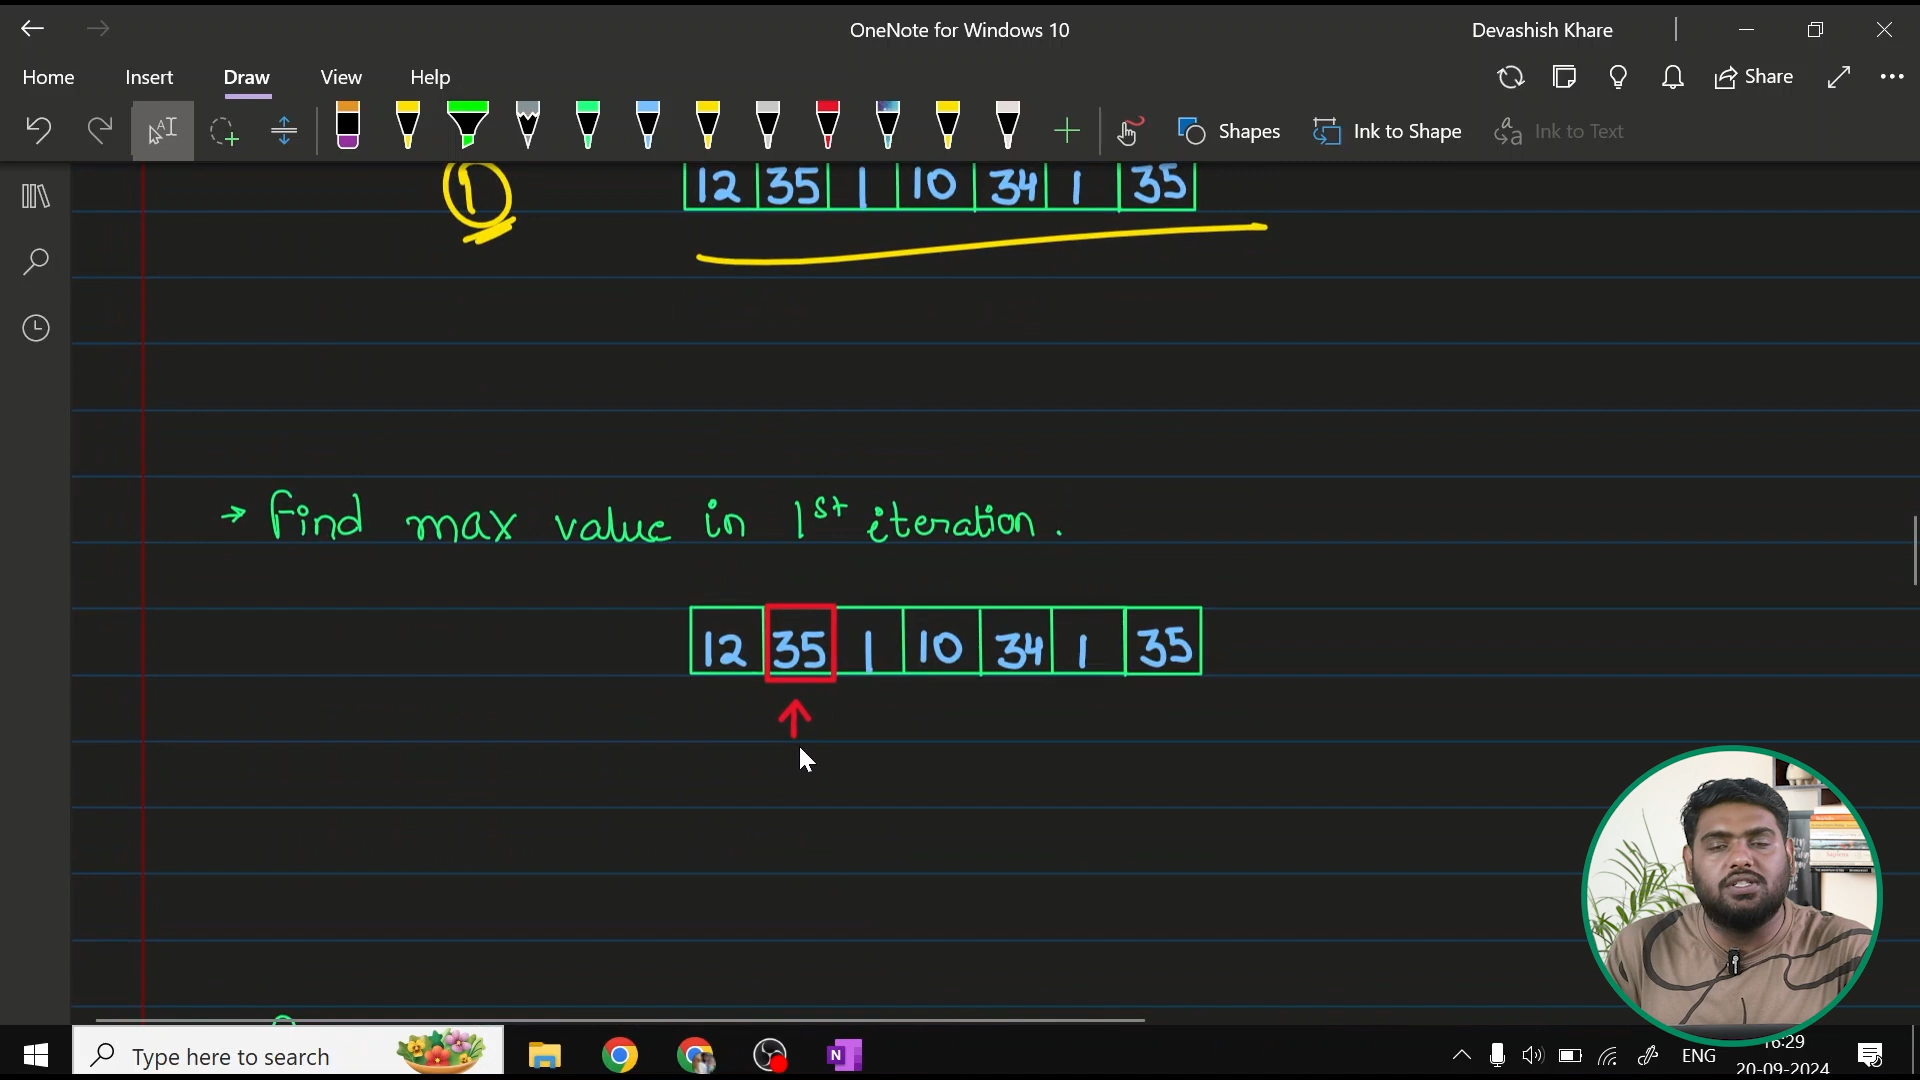 OneNote for Windows 10
Devashish Khare
Home Insert Draw View Help
Share
Shapes
Ink to Shape
Ink to Text
1
12 35 1 10 34 1 35
→ Find max value in 1st iteration.
12 35 1 10 34 1 35
Type here to search
N
ENG
16:29
20-09-2024